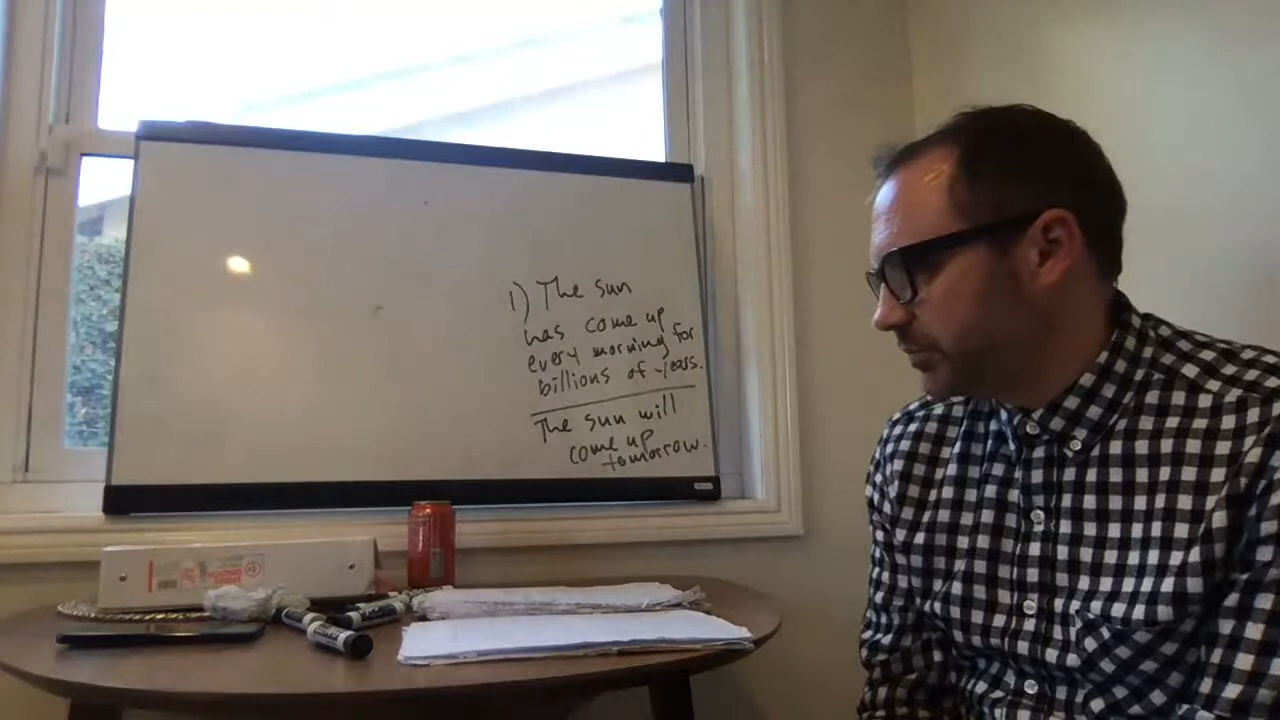 1) The sun
has come up
every morning for
billions of years.
The sun will
come up
tomorrow.